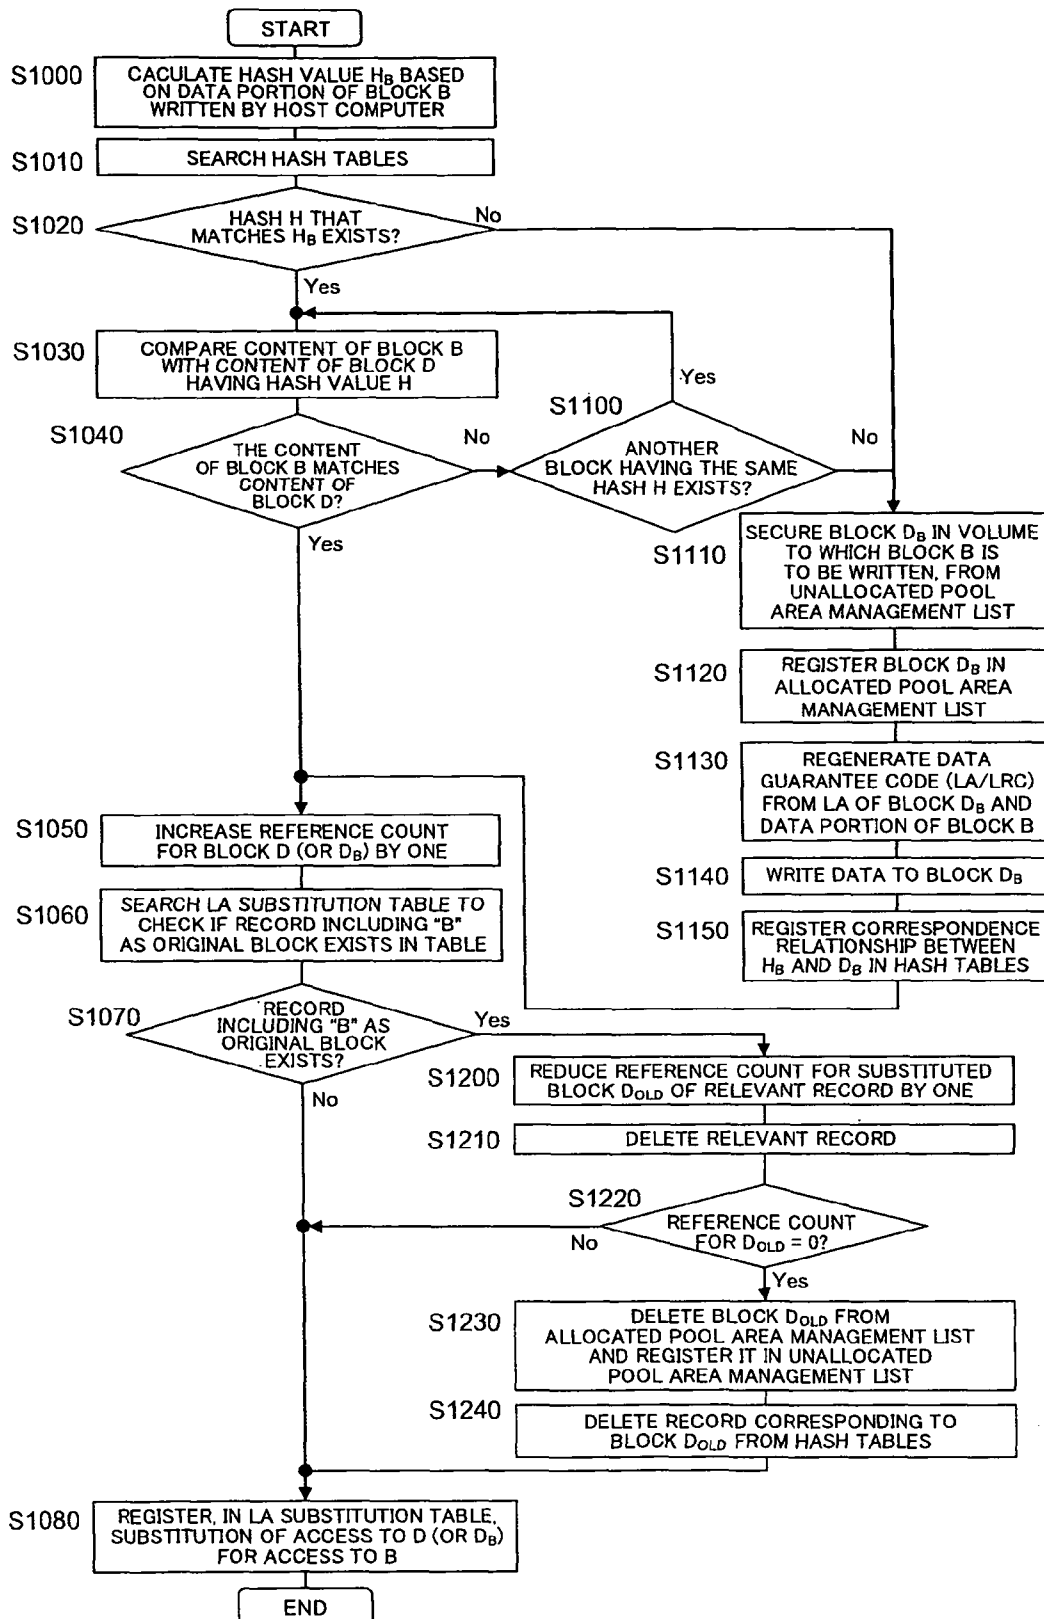 START
S1000
CACULATE HASH VALUE HB BASED
ON DATA PORTION OF BLOCK B
WRITTEN BY HOST COMPUTER
S1010
SEARCH HASH TABLES
S1020
HASH H THAT
MATCHES HB EXISTS?
No
Yes
S1030
COMPARE CONTENT OF BLOCK B
WITH CONTENT OF BLOCK D
HAVING HASH VALUE H
Yes
S1040
THE CONTENT
OF BLOCK B MATCHES
CONTENT OF
BLOCK D?
No
Yes
S1100
ANOTHER
BLOCK HAVING THE SAME
HASH H EXISTS?
No
S1110
SECURE BLOCK DB IN VOLUME
TO WHICH BLOCK B IS
TO BE WRITTEN, FROM
UNALLOCATED POOL
AREA MANAGEMENT LIST
S1120
REGISTER BLOCK DB IN
ALLOCATED POOL AREA
MANAGEMENT LIST
S1130
REGENERATE DATA
GUARANTEE CODE (LA/LRC)
FROM LA OF BLOCK DB AND
DATA PORTION OF BLOCK B
S1140
WRITE DATA TO BLOCK DB
S1150
REGISTER CORRESPONDENCE
RELATIONSHIP BETWEEN
HB AND DB IN HASH TABLES
S1050
INCREASE REFERENCE COUNT
FOR BLOCK D (OR DB) BY ONE
S1060
SEARCH LA SUBSTITUTION TABLE TO
CHECK IF RECORD INCLUDING "B"
AS ORIGINAL BLOCK EXISTS IN TABLE
S1070
RECORD
INCLUDING "B" AS
ORIGINAL BLOCK
EXISTS?
Yes
No
S1200
REDUCE REFERENCE COUNT FOR SUBSTITUTED
BLOCK DOLD OF RELEVANT RECORD BY ONE
S1210
DELETE RELEVANT RECORD
S1220
REFERENCE COUNT
FOR DOLD = 0?
No
Yes
S1230
DELETE BLOCK DOLD FROM
ALLOCATED POOL AREA MANAGEMENT LIST
AND REGISTER IT IN UNALLOCATED
POOL AREA MANAGEMENT LIST
S1240
DELETE RECORD CORRESPONDING TO
BLOCK DOLD FROM HASH TABLES
S1080
REGISTER, IN LA SUBSTITUTION TABLE,
SUBSTITUTION OF ACCESS TO D (OR DB)
FOR ACCESS TO B
END